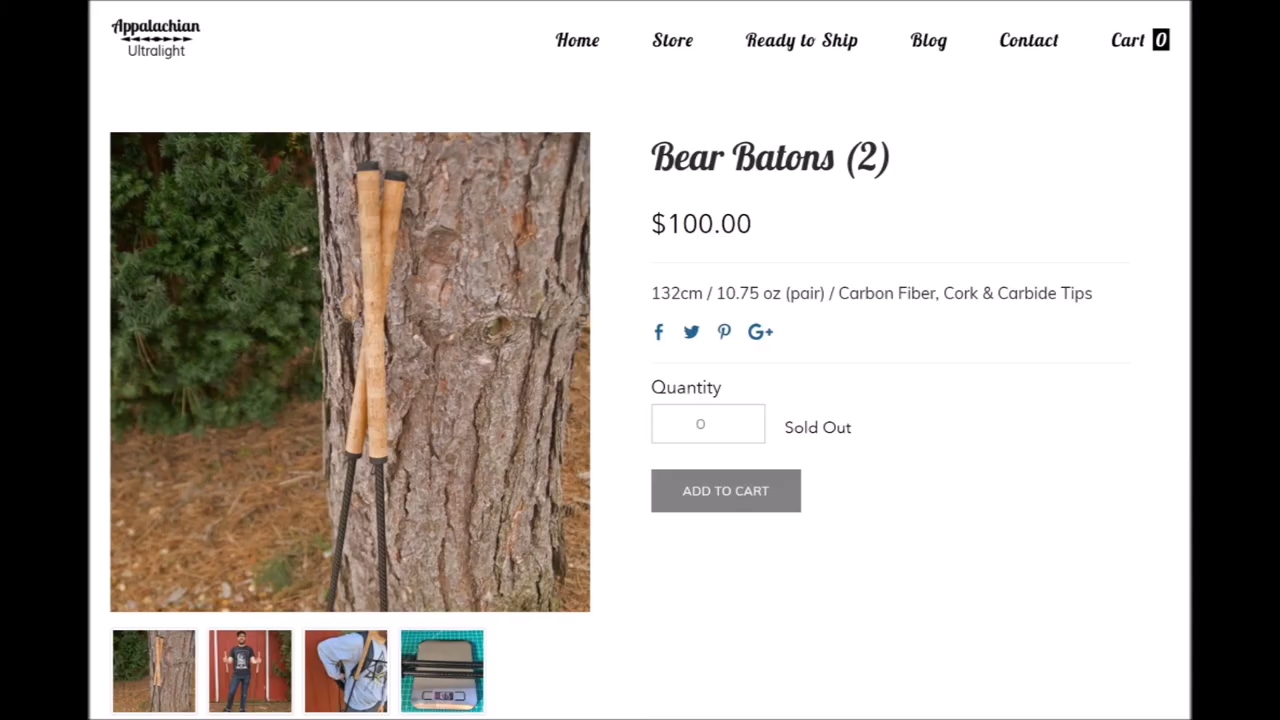 Appalachian
Ultralight
Home Store Ready to Ship Blog Contact Cart 0
Bear Batons (2)
$100.00
132cm / 10.75 oz (pair) / Carbon Fiber, Cork & Carbide Tips
Quantity
0 Sold Out
ADD TO CART